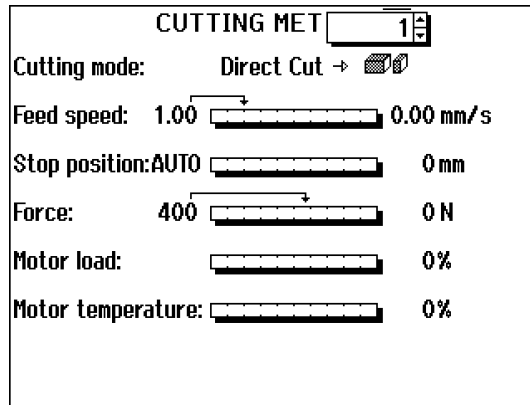 CUTTING MET 1
Cutting mode: Direct Cut
Feed speed: 1.00 0.00 mm/s
Stop position: AUTO 0 mm
Force: 400 0 N
Motor load: 0%
Motor temperature: 0%